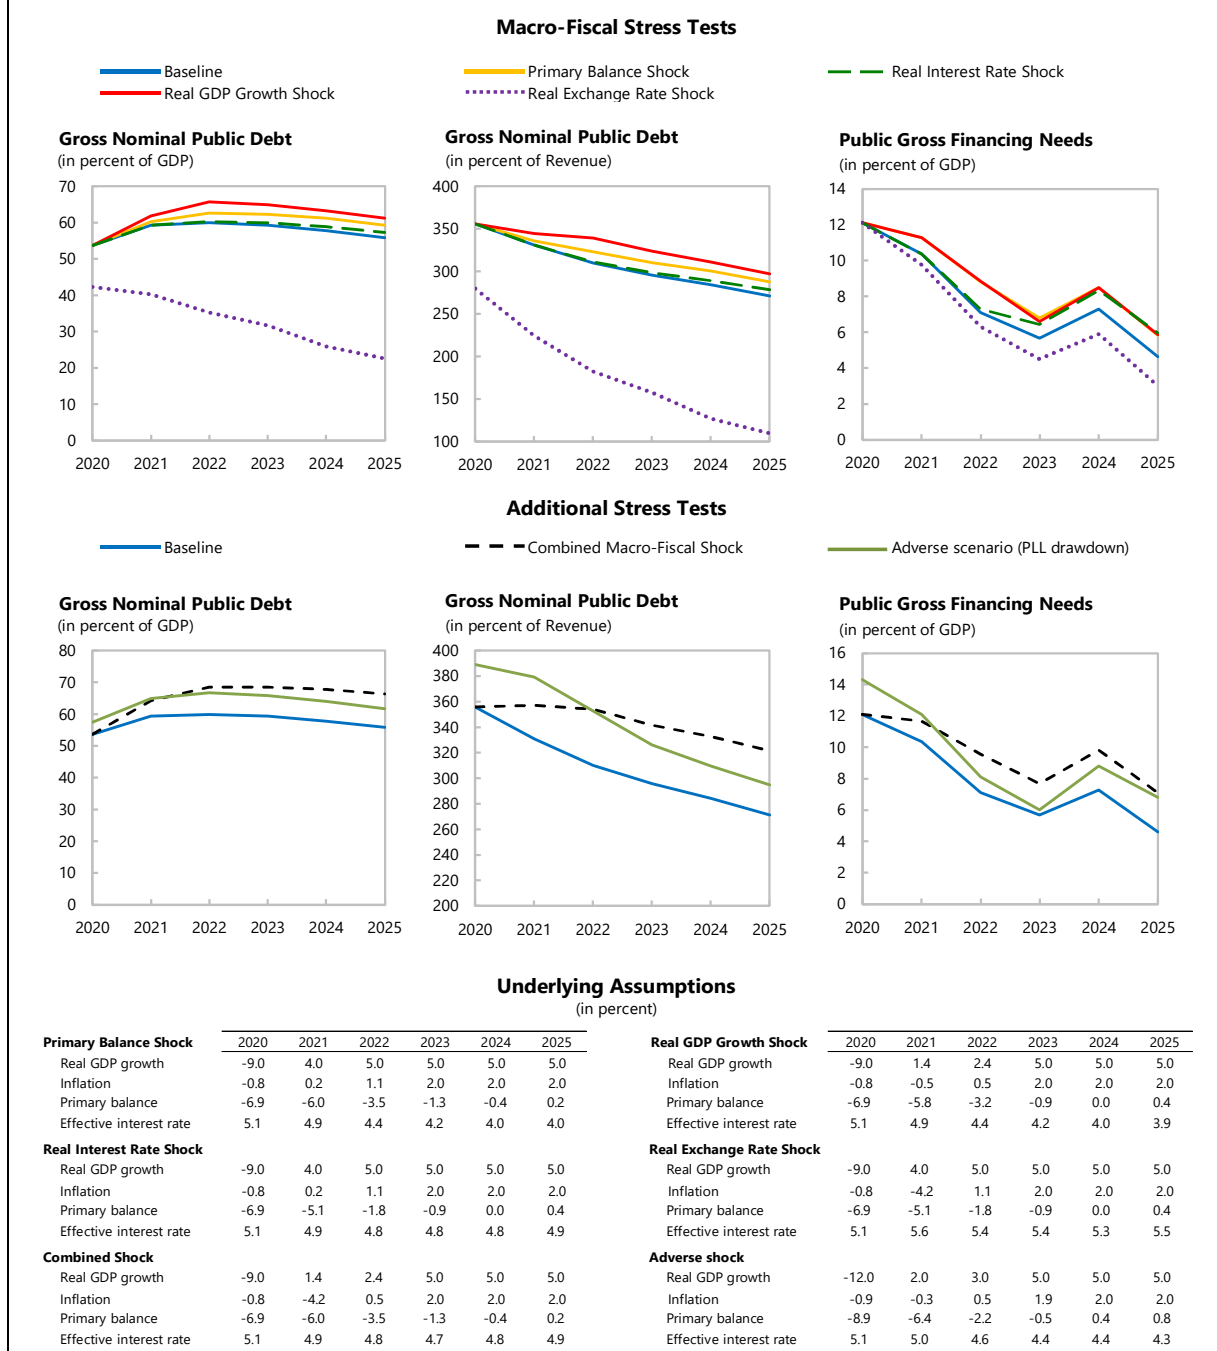 Macro-Fiscal Stress Tests
Baseline
Primary Balance Shock
Real Interest Rate Shock
Real GDP Growth Shock
Real Exchange Rate Shock
Gross Nominal Public Debt
(in percent of GDP)
70
60
50
40
30
20
10
0
2020 2021 2022 2023 2024 2025
Gross Nominal Public Debt
(in percent of Revenue)
400
350
300
250
200
150
100
2020 2021 2022 2023 2024 2025
Public Gross Financing Needs
(in percent of GDP)
14
12
10
8
6
4
2
0
2020 2021 2022 2023 2024 2025
Additional Stress Tests
Baseline
Combined Macro-Fiscal Shock
Adverse scenario (PLL drawdown)
Gross Nominal Public Debt
(in percent of GDP)
80
70
60
50
40
30
20
10
0
2020 2021 2022 2023 2024 2025
Gross Nominal Public Debt
(in percent of Revenue)
400
380
360
340
320
300
280
260
240
220
200
2020 2021 2022 2023 2024 2025
Public Gross Financing Needs
(in percent of GDP)
16
14
12
10
8
6
4
2
0
2020 2021 2022 2023 2024 2025
Underlying Assumptions
(in percent)
Primary Balance Shock 2020 2021 2022 2023 2024 2025
Real GDP growth -9.0 4.0 5.0 5.0 5.0 5.0
Inflation -0.8 0.2 1.1 2.0 2.0 2.0
Primary balance -6.9 -6.0 -3.5 -1.3 -0.4 0.2
Effective interest rate 5.1 4.9 4.4 4.2 4.0 4.0
Real Interest Rate Shock
Real GDP growth -9.0 4.0 5.0 5.0 5.0 5.0
Inflation -0.8 0.2 1.1 2.0 2.0 2.0
Primary balance -6.9 -5.1 -1.8 -0.9 0.0 0.4
Effective interest rate 5.1 4.9 4.8 4.8 4.8 4.9
Combined Shock
Real GDP growth -9.0 1.4 2.4 5.0 5.0 5.0
Inflation -0.8 -4.2 0.5 2.0 2.0 2.0
Primary balance -6.9 -6.0 -3.5 -1.3 -0.4 0.2
Effective interest rate 5.1 4.9 4.8 4.7 4.8 4.9
Real GDP Growth Shock 2020 2021 2022 2023 2024 2025
Real GDP growth -9.0 1.4 2.4 5.0 5.0 5.0
Inflation -0.8 -0.5 0.5 2.0 2.0 2.0
Primary balance -6.9 -5.8 -3.2 -0.9 0.0 0.4
Effective interest rate 5.1 4.9 4.4 4.2 4.0 3.9
Real Exchange Rate Shock
Real GDP growth -9.0 4.0 5.0 5.0 5.0 5.0
Inflation -0.8 -4.2 1.1 2.0 2.0 2.0
Primary balance -6.9 -5.1 -1.8 -0.9 0.0 0.4
Effective interest rate 5.1 5.6 5.4 5.4 5.3 5.5
Adverse shock
Real GDP growth -12.0 2.0 3.0 5.0 5.0 5.0
Inflation -0.9 -0.3 0.5 1.9 2.0 2.0
Primary balance -8.9 -6.4 -2.2 -0.5 0.4 0.8
Effective interest rate 5.1 5.0 4.6 4.4 4.4 4.3